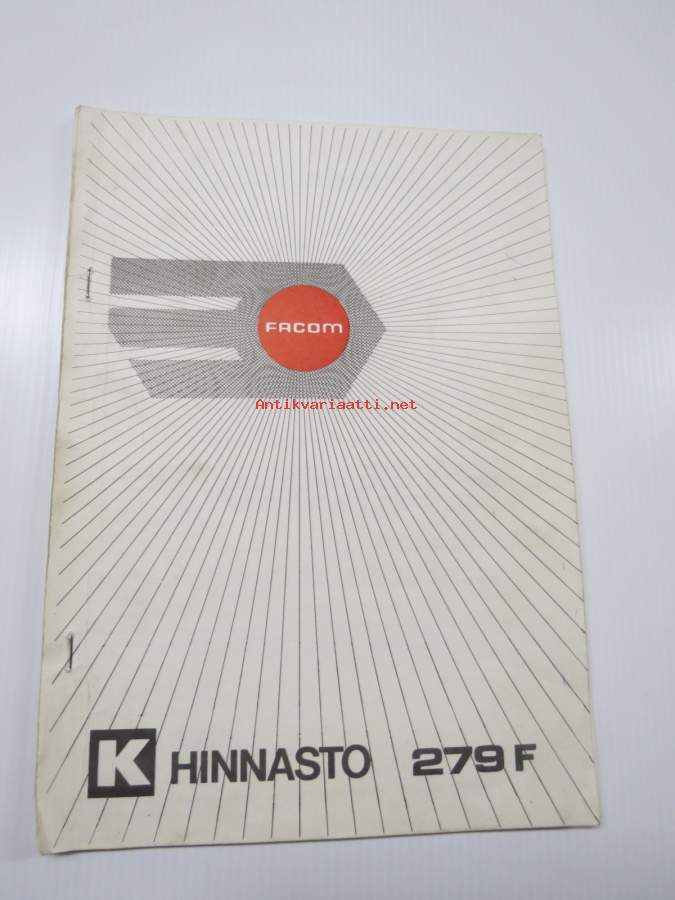 FACOM
Antikvariaatti.net
K HINNASTO 279 F